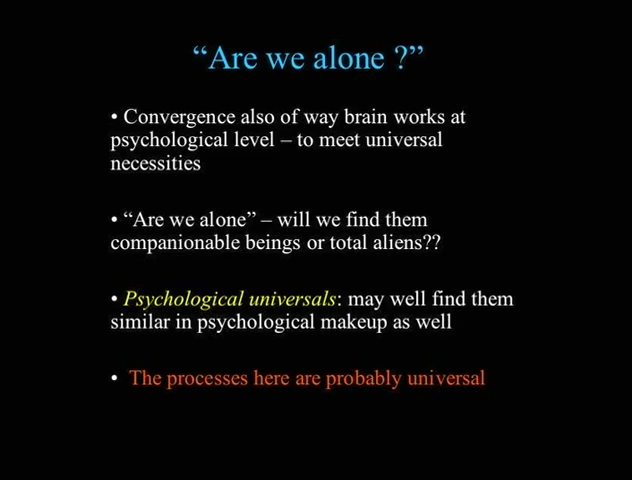 “Are we alone ?”
• Convergence also of way brain works at
psychological level – to meet universal
necessities
• “Are we alone” – will we find them
companionable beings or total aliens??
• Psychological universals: may well find them
similar in psychological makeup as well
• The processes here are probably universal